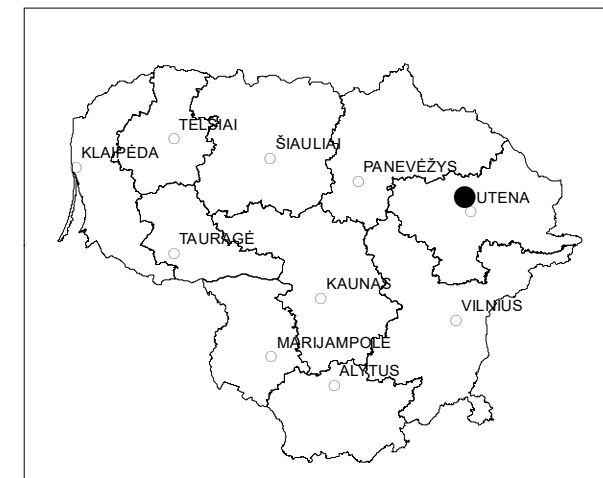 TELŠIAI
ŠIAULIAI
KLAIPĖDA
PANEVĖŽYS
UTENA
TAURAGĖ
KAUNAS
VILNIUS
MARIJAMPOLĖ
ALYTUS